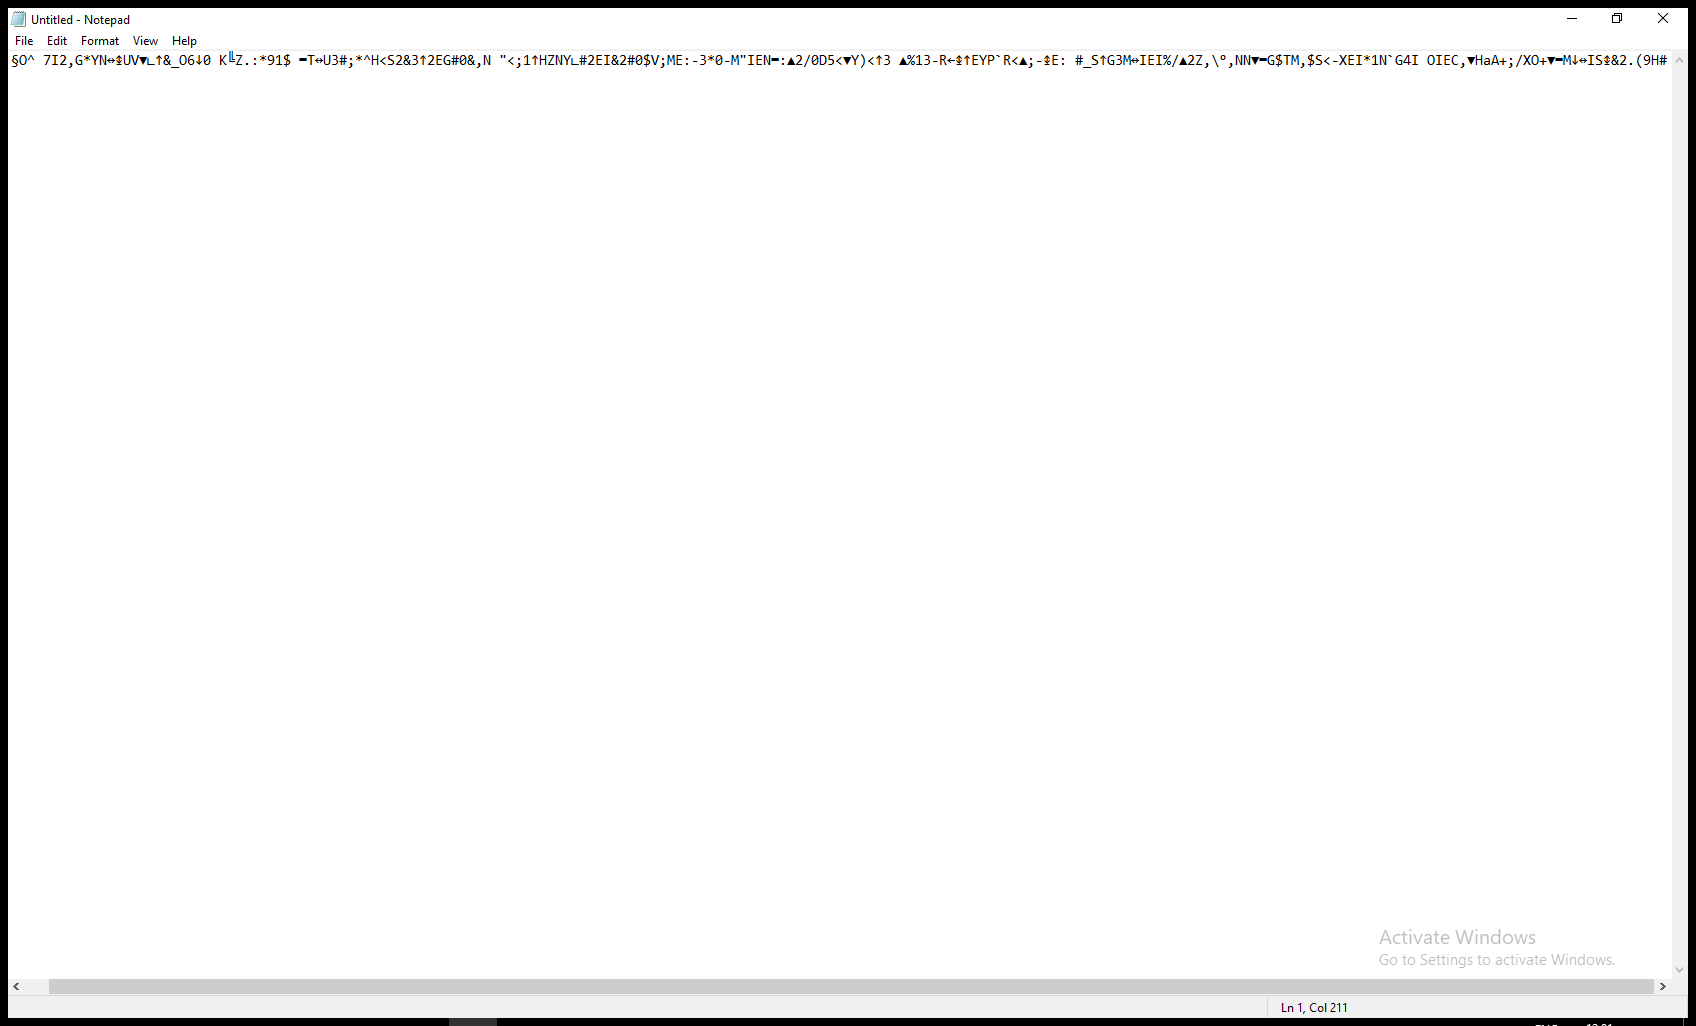 Untitled - Notepad
File Edit Format View Help
§O^ 7I2,G*YN↔↨UV▼∟↑&_O6↓0 K╚Z.:*91$ ▬T↔U3#;*^H<S2&3↑2EG#0&,N "<;1↑HZNY∟#2EI&2#0$V;ME:-3*0-M"IEN▬:▲2/0D5<▼Y)<↑3 ▲%13-R←↨↑EYP`R<▲;-↨E: #_S↑G3M↔IEI%/▲2Z,\°,NN▼▬G$TM,$S<-XEI*1N`G4I OIEC,▼HaA+;/XO+▼▬M↓↔IS↨&2.(9H#
Activate Windows
Go to Settings to activate Windows.
Ln 1, Col 211